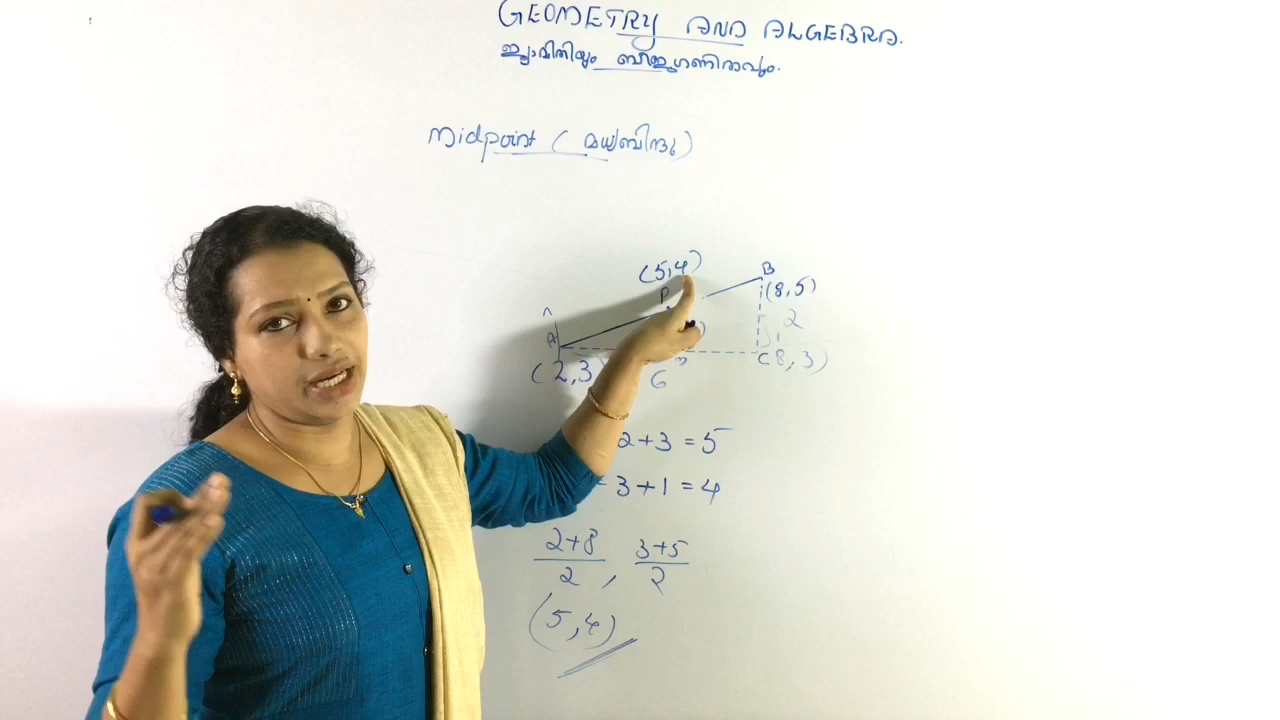 GEOMETRY AND ALGEBRA.
ജ്യാമിതിയും ബീജഗണിതവും.
Midpoint ( മധ്യബിന്ദു )
(5,4)
B
P
(8,5)
2
A
(2,3)
(8,3)
6
2+3 = 5
= 3+1 = 4
2+8/2 , 3+5/2
(5,4)